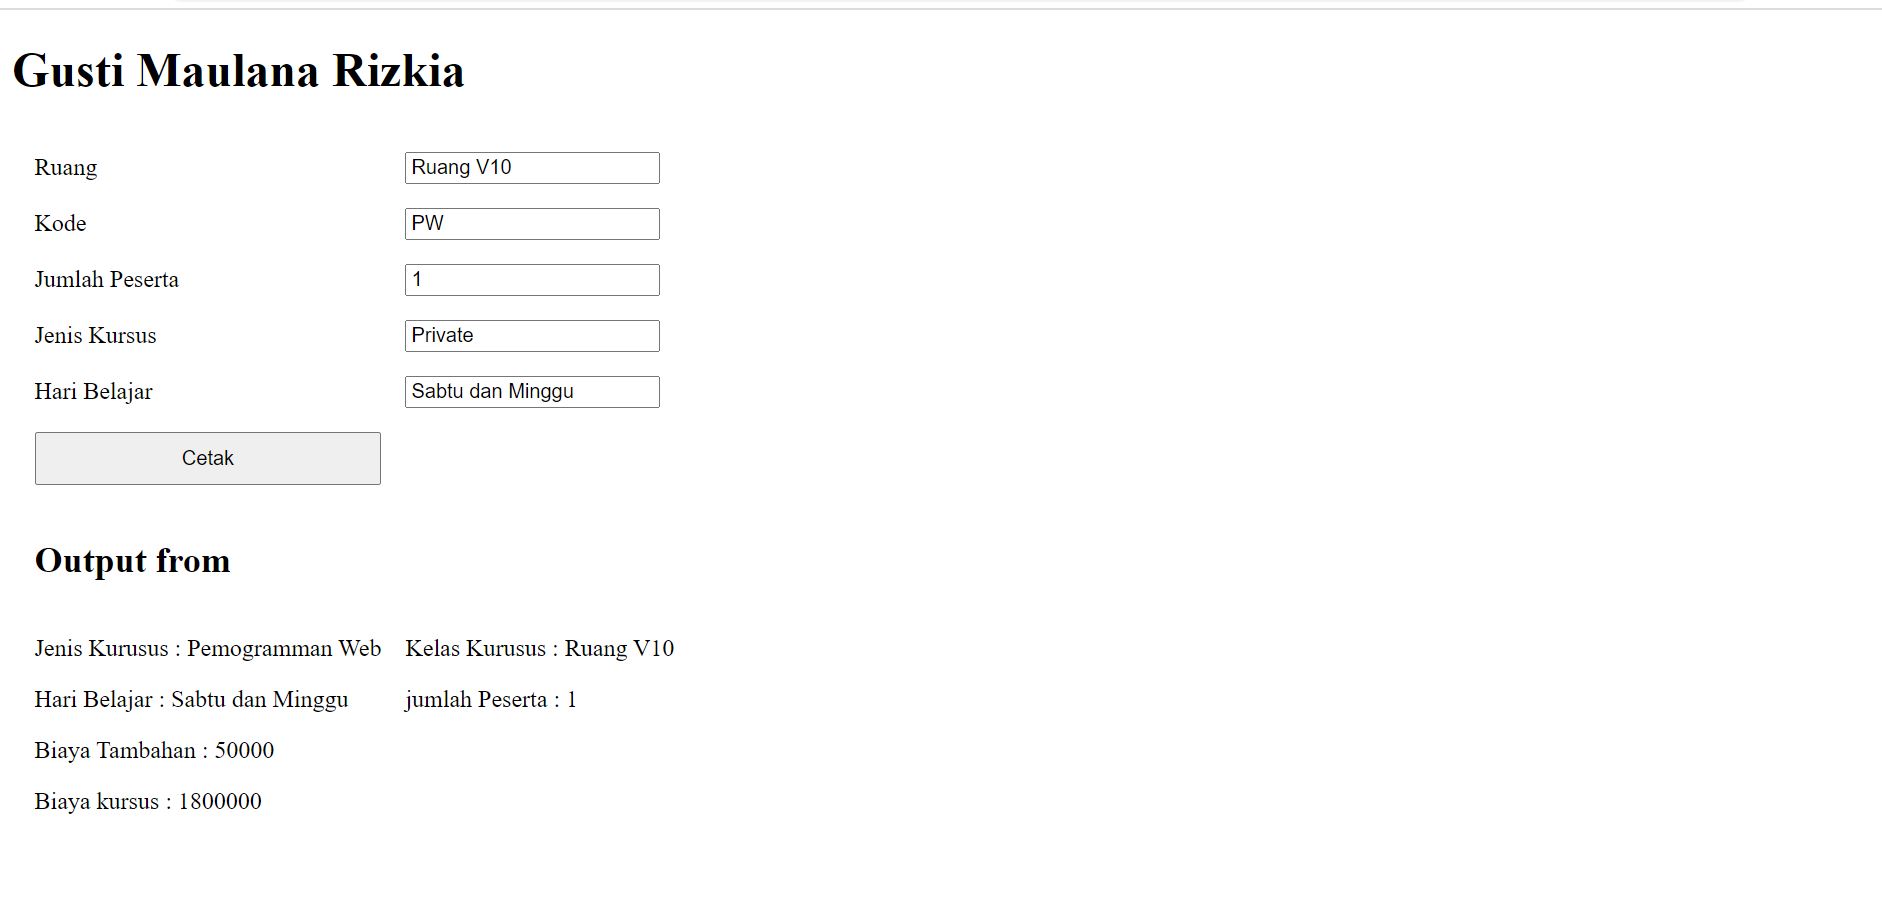 Gusti Maulana Rizkia
Ruang Ruang V10
Kode PW
Jumlah Peserta 1
Jenis Kursus Private
Hari Belajar Sabtu dan Minggu
Cetak
Output from
Jenis Kurusus : Pemogramman Web Kelas Kurusus : Ruang V10
Hari Belajar : Sabtu dan Minggu jumlah Peserta : 1
Biaya Tambahan : 50000
Biaya kursus : 1800000